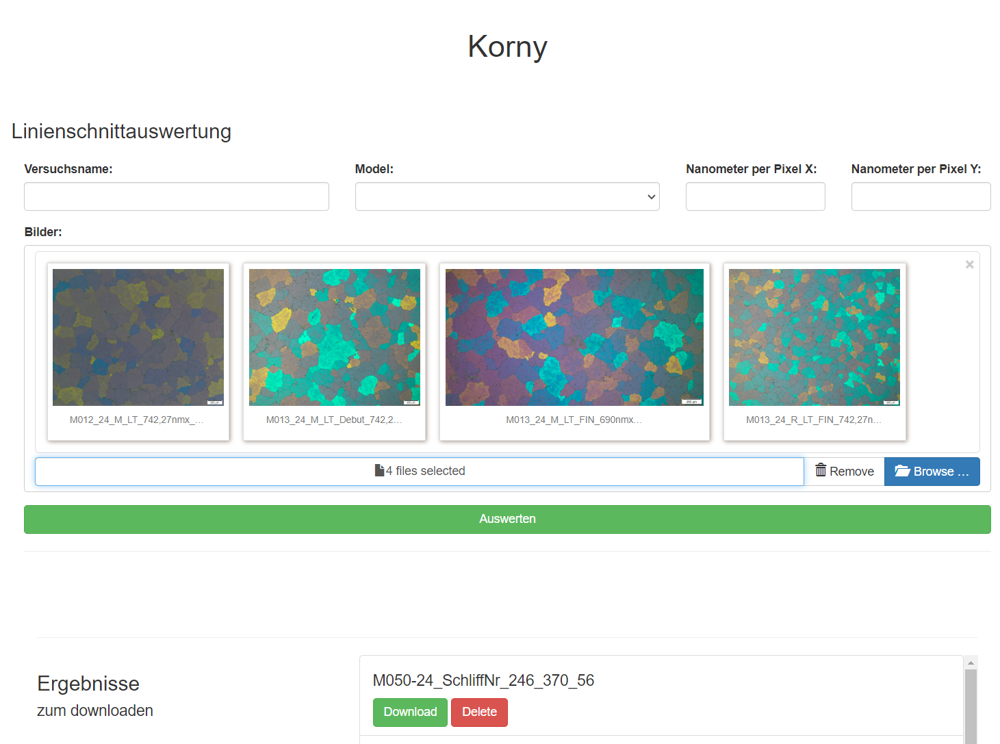 Korny
Linienschnittauswertung
Versuchsname:
Model:
Nanometer per Pixel X:
Nanometer per Pixel Y:
Bilder:
M012_24_M_LT_742,27nmx_...
M013_24_M_LT_Debut_742,2...
M013_24_M_LT_FIN_690nmx...
M013_24_R_LT_FIN_742,27n...
4 files selected
Remove
Browse ...
Auswerten
Ergebnisse
zum downloaden
M050-24_SchliffNr_246_370_56
Download
Delete